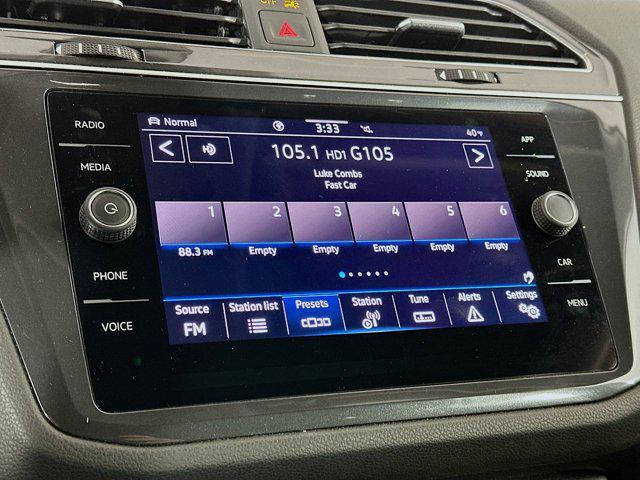 OFF
RADIO
MEDIA
PHONE
VOICE
Normal
3:33
40°F
105.1 HD1 G105
Luke Combs
Fast Car
1 2 3 4 5 6
88.3 FM Empty Empty Empty Empty Empty
Source Station list Presets Station Tune Alerts Settings
FM
APP
SOUND
CAR
MENU